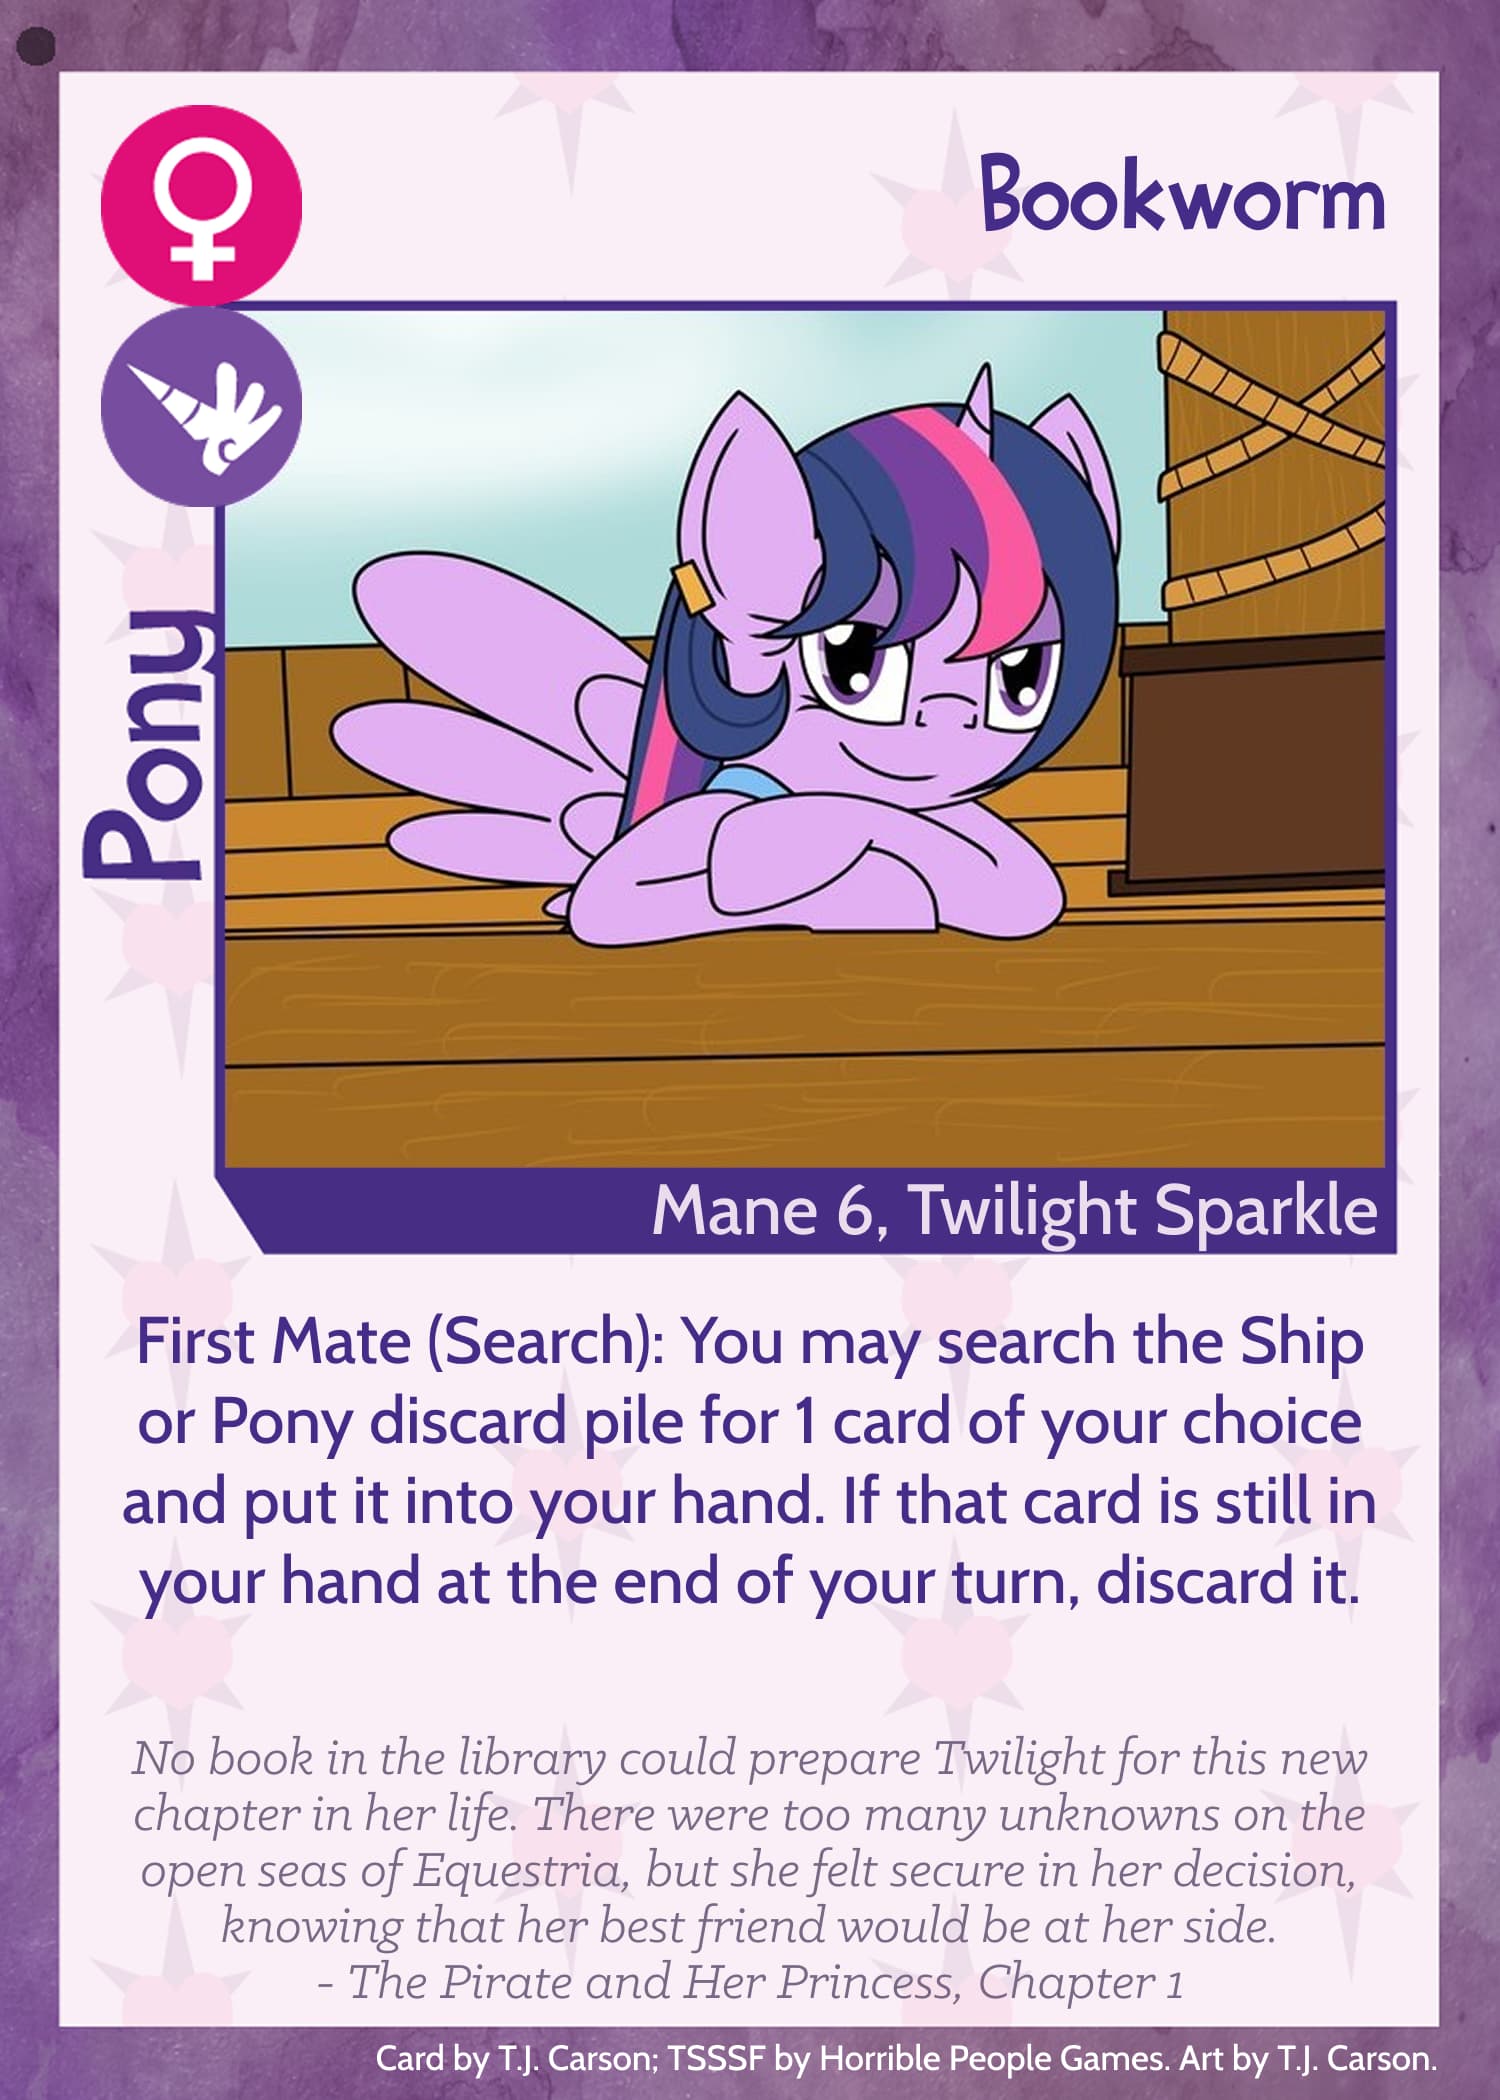 Bookworm
Pony
Mane 6, Twilight Sparkle
First Mate (Search): You may search the Ship
or Pony discard pile for 1 card of your choice
and put it into your hand. If that card is still in
your hand at the end of your turn, discard it.
No book in the library could prepare Twilight for this new
chapter in her life. There were too many unknowns on the
open seas of Equestria, but she felt secure in her decision,
knowing that her best friend would be at her side.
- The Pirate and Her Princess, Chapter 1
Card by T.J. Carson; TSSSF by Horrible People Games. Art by T.J. Carson.